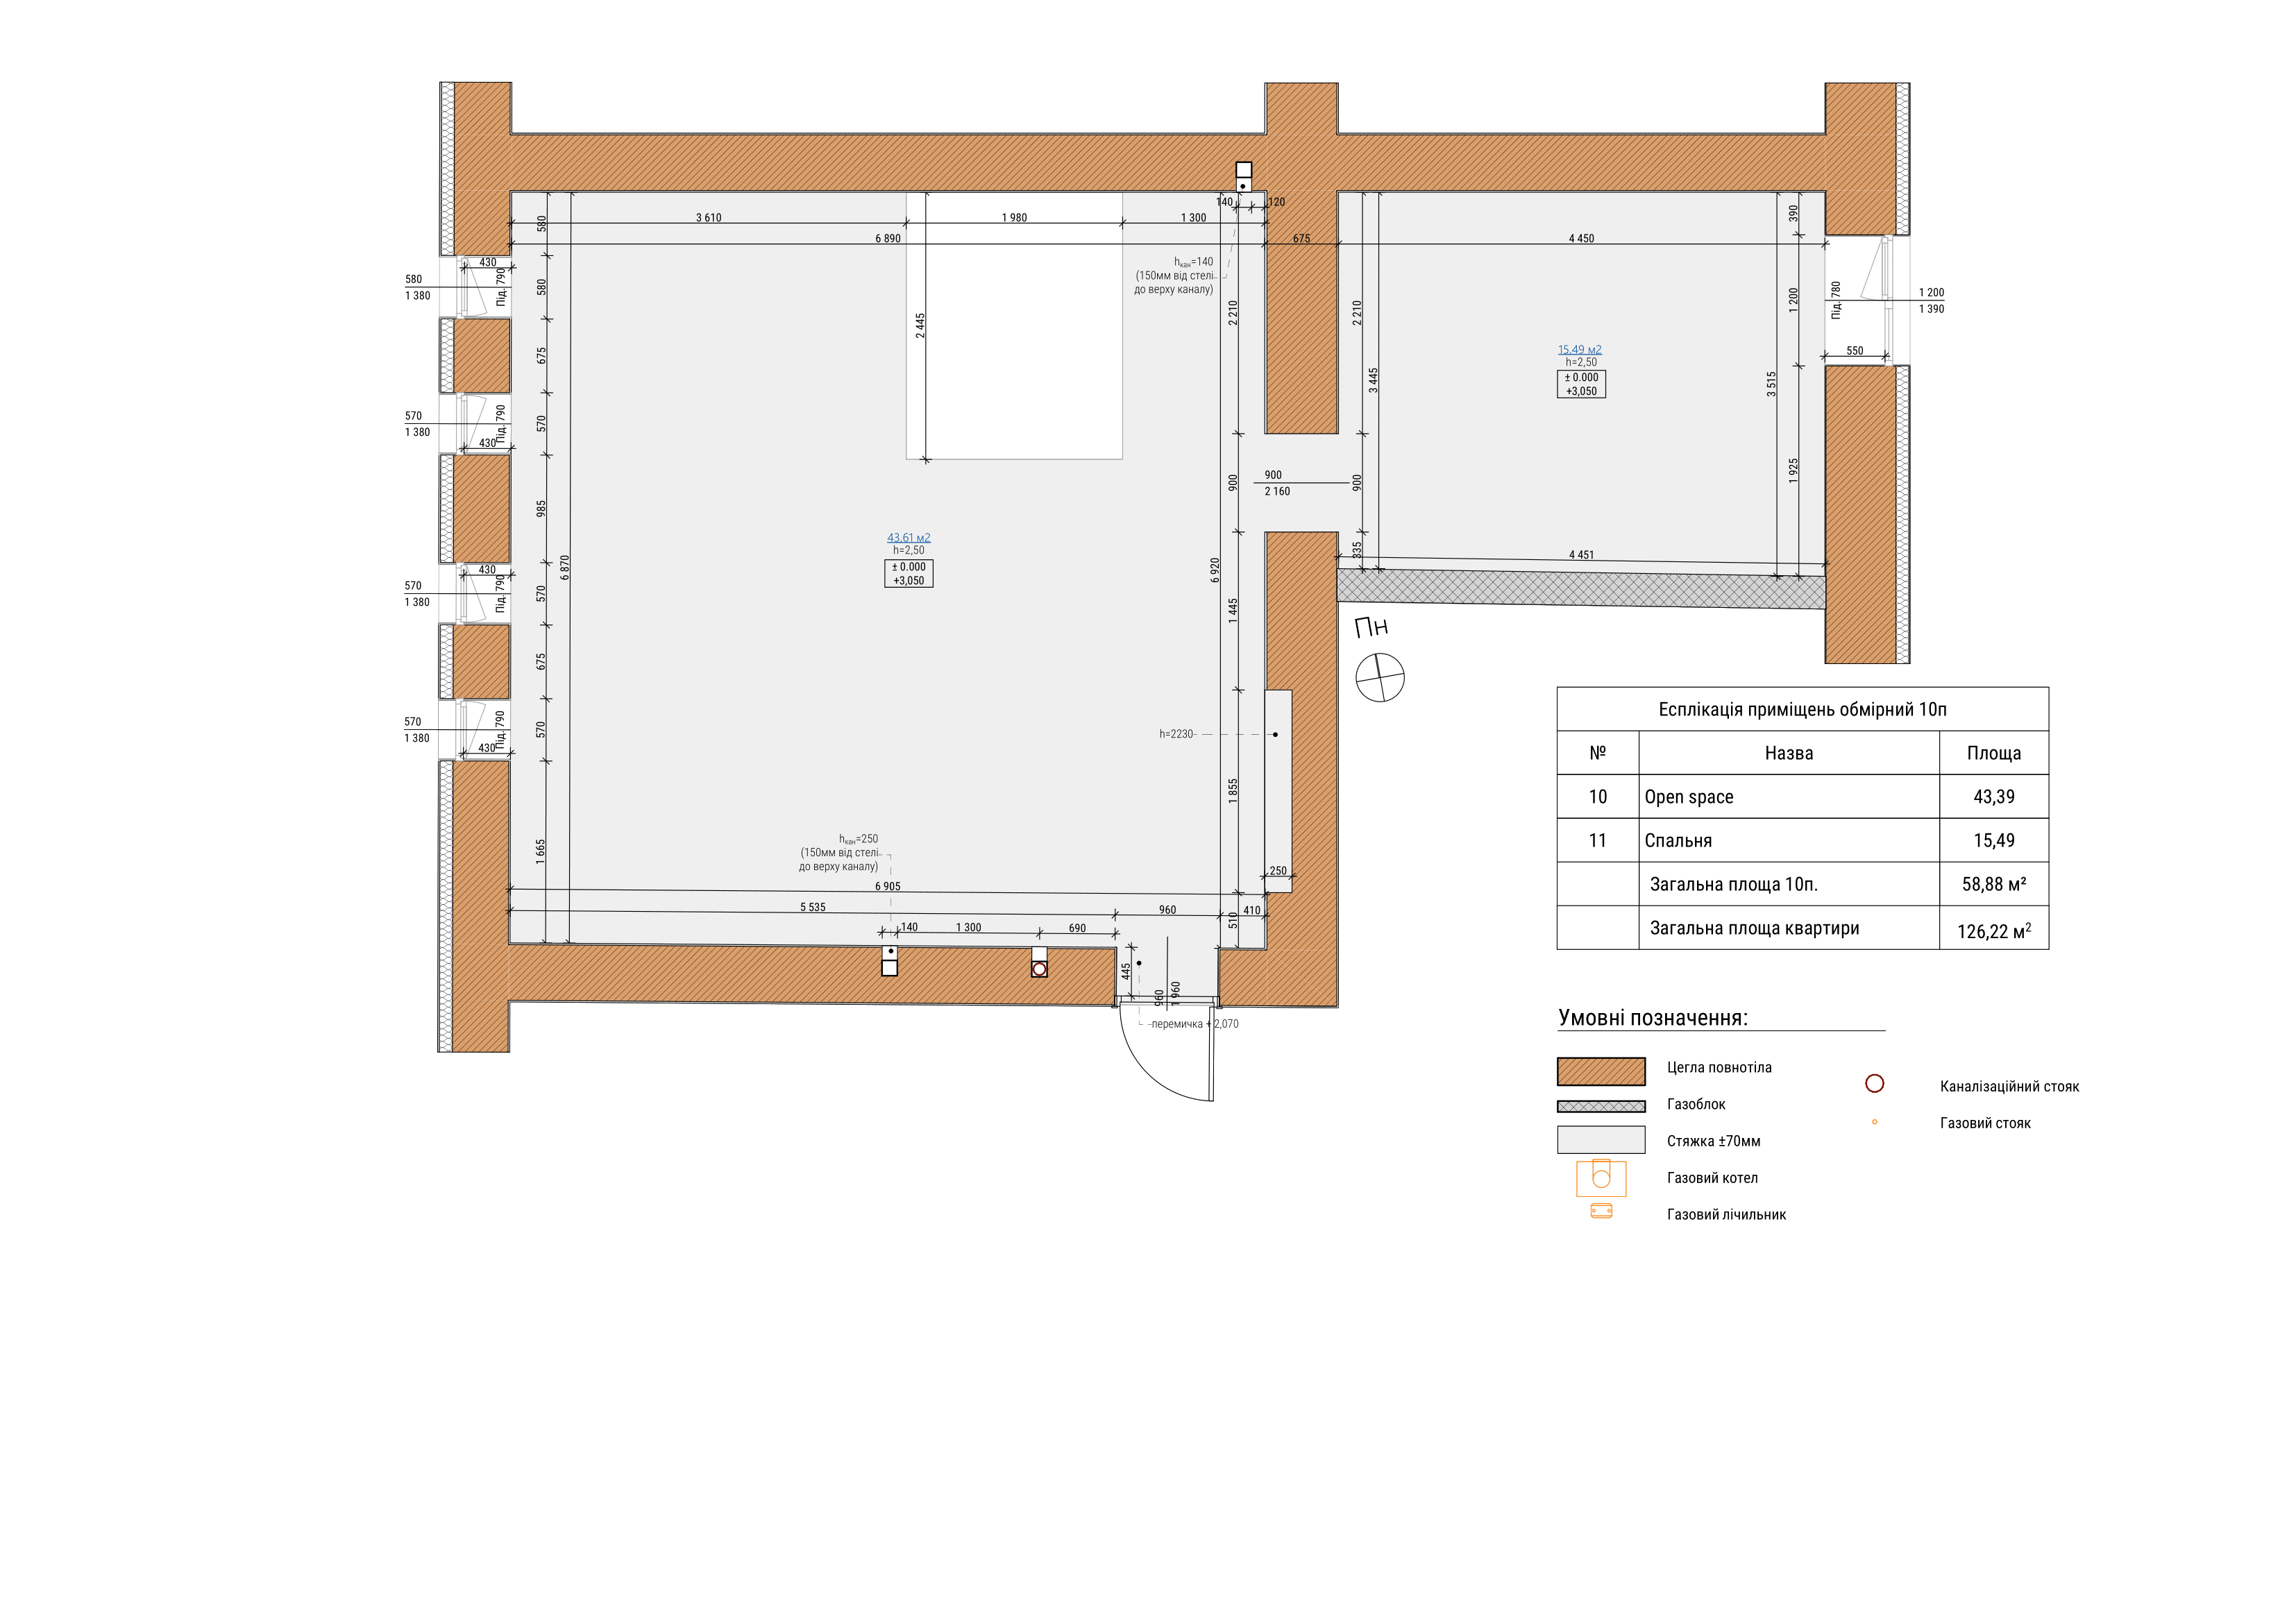 580
3 610
1 980
1 300
140
120
6 890
675
4 450
390
430
580
1 380
Під. 790
580
hкан=140
(150мм від стелі
до верху каналу)
2 445
2 210
2 210
1 200
Під. 780
1 200
1 390
550
675
15,49 м2
h=2,50
± 0.000
+3,050
3 445
3 515
570
1 380
Під. 790
430
570
900
2 160
900
900
1 925
985
43,61 м2
h=2,50
± 0.000
+3,050
6 870
6 920
335
4 451
430
570
1 380
Під. 790
570
1 445
Пн
675
570
1 380
Під. 790
430
570
h=2230
1 855
1 665
hкан=250
(150мм від стелі
до верху каналу)
250
6 905
5 535
960
410
510
140
1 300
690
445
960
1 960
перемичка + 2,070
Есплікація приміщень обмірний 10п
№ Назва Площа
10 Open space 43,39
11 Спальня 15,49
Загальна площа 10п. 58,88 м²
Загальна площа квартири 126,22 м²
Умовні позначення:
Цегла повнотіла
Газоблок
Стяжка ±70мм
Газовий котел
Газовий лічильник
Каналізаційний стояк
Газовий стояк